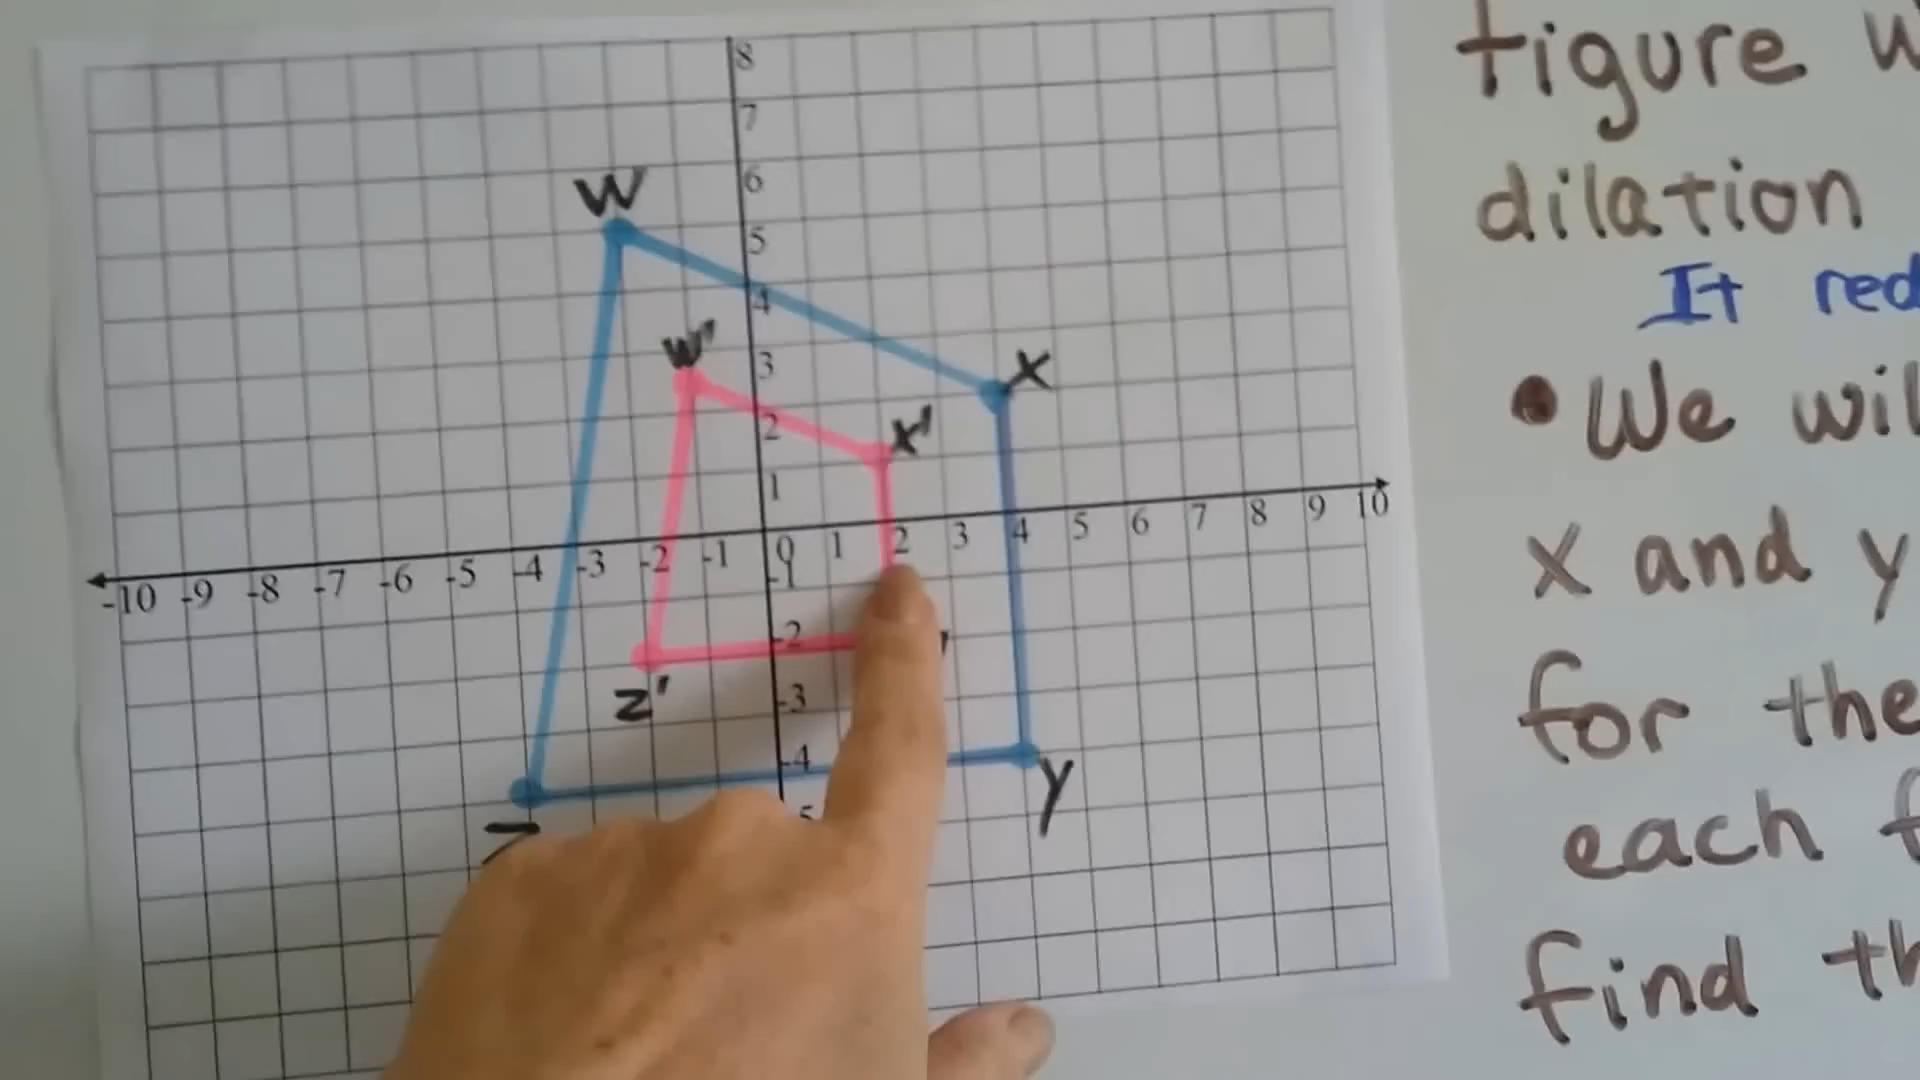 8
7
6
5
4
3
2
1
-10 -9 -8 -7 -6 -5 -4 -3 -2 -1 0 1 2 3 4 5 6 7 8 9 10
-1
-2
-3
-4
W
X
W'
X'
Z'
Y
figure
dilation
It red
• We wil
x and y
for the
each
find th